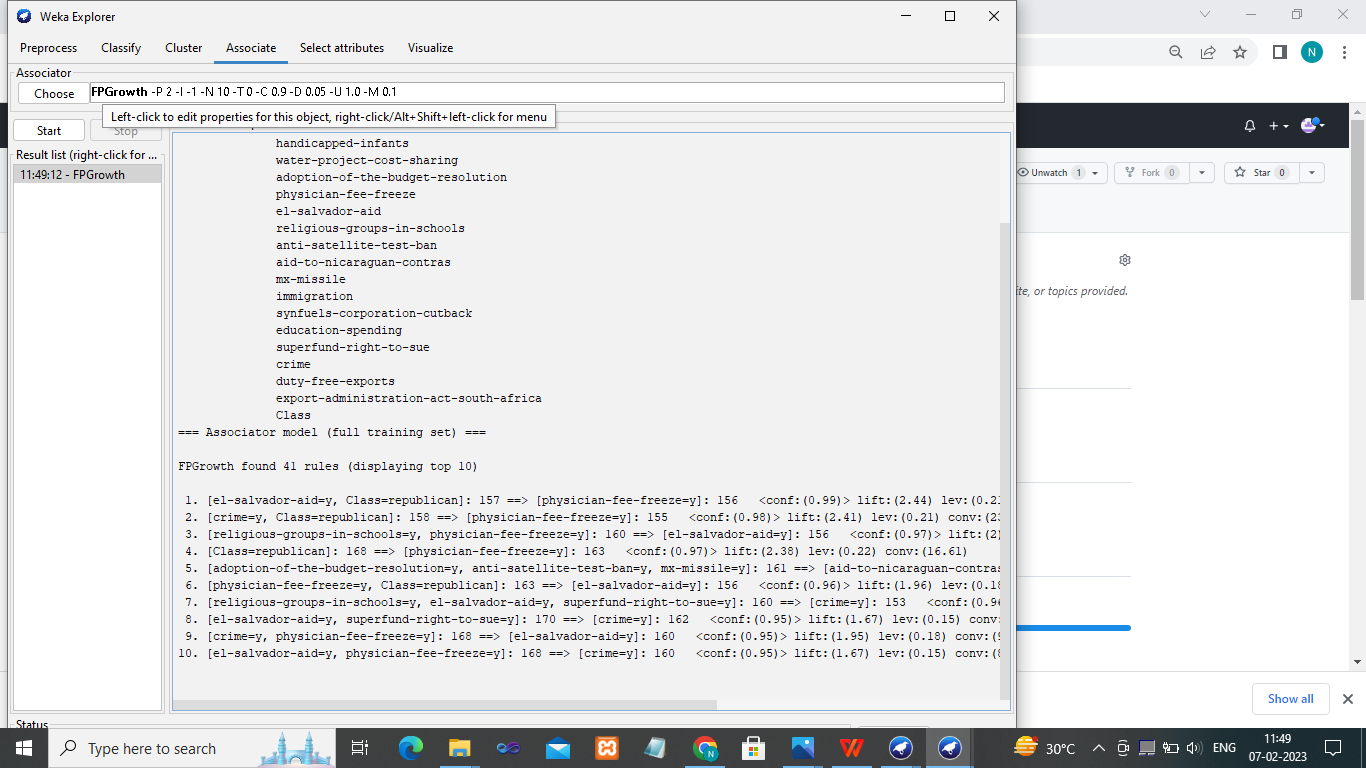 Weka Explorer
Preprocess Classify Cluster Associate Select attributes Visualize
Associator
Choose FPGrowth -P 2 -I -1 -N 10 -T 0 -C 0.9 -D 0.05 -U 1.0 -M 0.1
Left-click to edit properties for this object, right-click/Alt+Shift+left-click for menu
Start Stop
Result list (right-click for ...
11:49:12 - FPGrowth
handicapped-infants
water-project-cost-sharing
adoption-of-the-budget-resolution
physician-fee-freeze
el-salvador-aid
religious-groups-in-schools
anti-satellite-test-ban
aid-to-nicaraguan-contras
mx-missile
immigration
synfuels-corporation-cutback
education-spending
superfund-right-to-sue
crime
duty-free-exports
export-administration-act-south-africa
Class
=== Associator model (full training set) ===
FPGrowth found 41 rules (displaying top 10)
1. [el-salvador-aid=y, Class=republican]: 157 ==> [physician-fee-freeze=y]: 156 <conf:(0.99)> lift:(2.44) lev:(0.21
2. [crime=y, Class=republican]: 158 ==> [physician-fee-freeze=y]: 155 <conf:(0.98)> lift:(2.41) lev:(0.21) conv:(23
3. [religious-groups-in-schools=y, physician-fee-freeze=y]: 160 ==> [el-salvador-aid=y]: 156 <conf:(0.97)> lift:(2)
4. [Class=republican]: 168 ==> [physician-fee-freeze=y]: 163 <conf:(0.97)> lift:(2.38) lev:(0.22) conv:(16.61)
5. [adoption-of-the-budget-resolution=y, anti-satellite-test-ban=y, mx-missile=y]: 161 ==> [aid-to-nicaraguan-contras
6. [physician-fee-freeze=y, Class=republican]: 163 ==> [el-salvador-aid=y]: 156 <conf:(0.96)> lift:(1.96) lev:(0.18
7. [religious-groups-in-schools=y, el-salvador-aid=y, superfund-right-to-sue=y]: 160 ==> [crime=y]: 153 <conf:(0.96
8. [el-salvador-aid=y, superfund-right-to-sue=y]: 170 ==> [crime=y]: 162 <conf:(0.95)> lift:(1.67) lev:(0.15) conv:
9. [crime=y, physician-fee-freeze=y]: 168 ==> [el-salvador-aid=y]: 160 <conf:(0.95)> lift:(1.95) lev:(0.18) conv:(9
10. [el-salvador-aid=y, physician-fee-freeze=y]: 168 ==> [crime=y]: 160 <conf:(0.95)> lift:(1.67) lev:(0.15) conv:(8
Status
N
Unwatch 1 Fork 0 Star 0
ite, or topics provided.
Show all
Type here to search
N
30°C ENG 11:49
07-02-2023